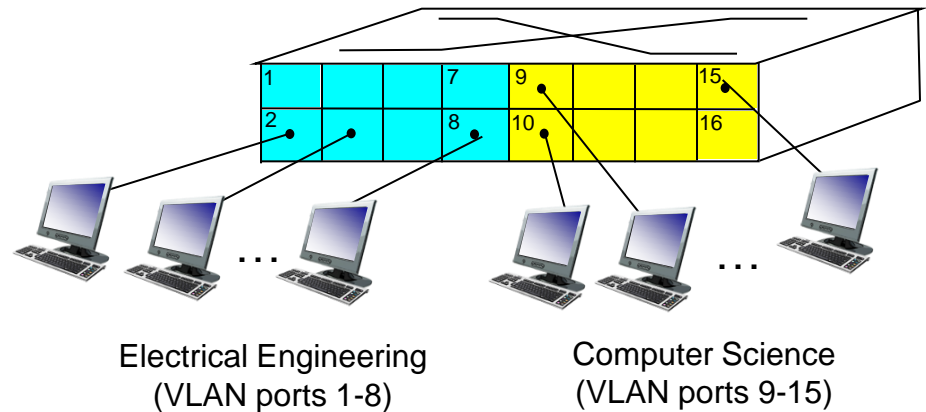 1 7 9 15
2 8 10 16
... ...
Electrical Engineering
(VLAN ports 1-8)
Computer Science
(VLAN ports 9-15)